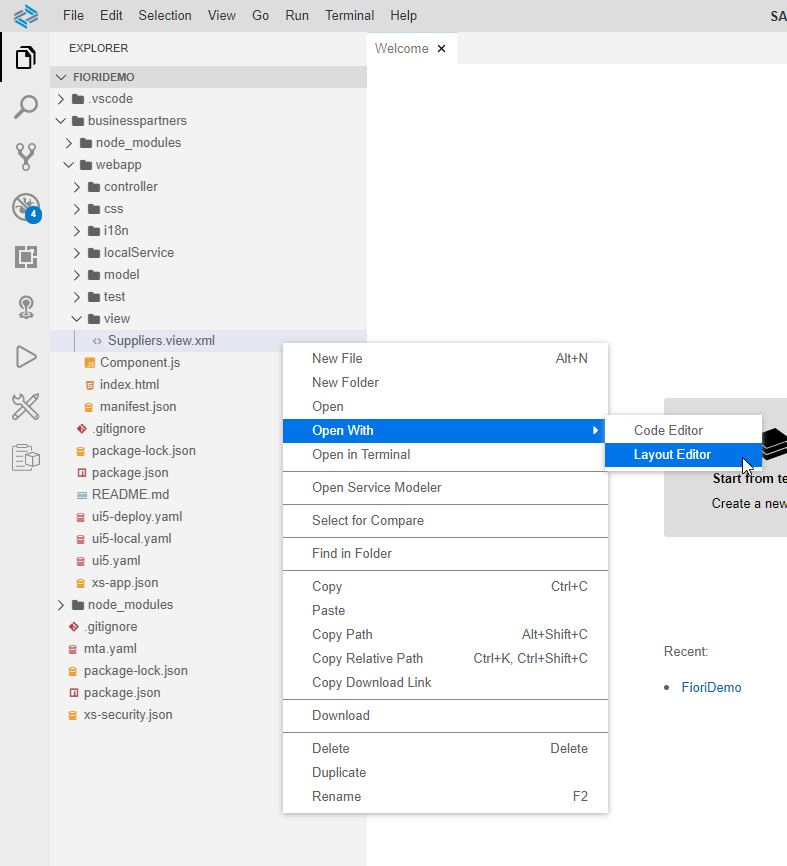 File Edit Selection View Go Run Terminal Help SA
EXPLORER
Welcome ×
FIORIDEMO
.vscode
businesspartners
node_modules
webapp
controller
css
4
i18n
localService
model
test
view
Suppliers.view.xml
Component.js
index.html
manifest.json
.gitignore
package-lock.json
package.json
README.md
ui5-deploy.yaml
ui5-local.yaml
ui5.yaml
xs-app.json
node_modules
.gitignore
mta.yaml
package-lock.json
package.json
xs-security.json
New File Alt+N
New Folder
Open
Open With
Open in Terminal
Open Service Modeler
Select for Compare
Find in Folder
Copy Ctrl+C
Paste
Copy Path Alt+Shift+C
Copy Relative Path Ctrl+K, Ctrl+Shift+C
Copy Download Link
Download
Delete Delete
Duplicate
Rename F2
Code Editor
Layout Editor
Start from te
Create a new
Recent:
• FioriDemo